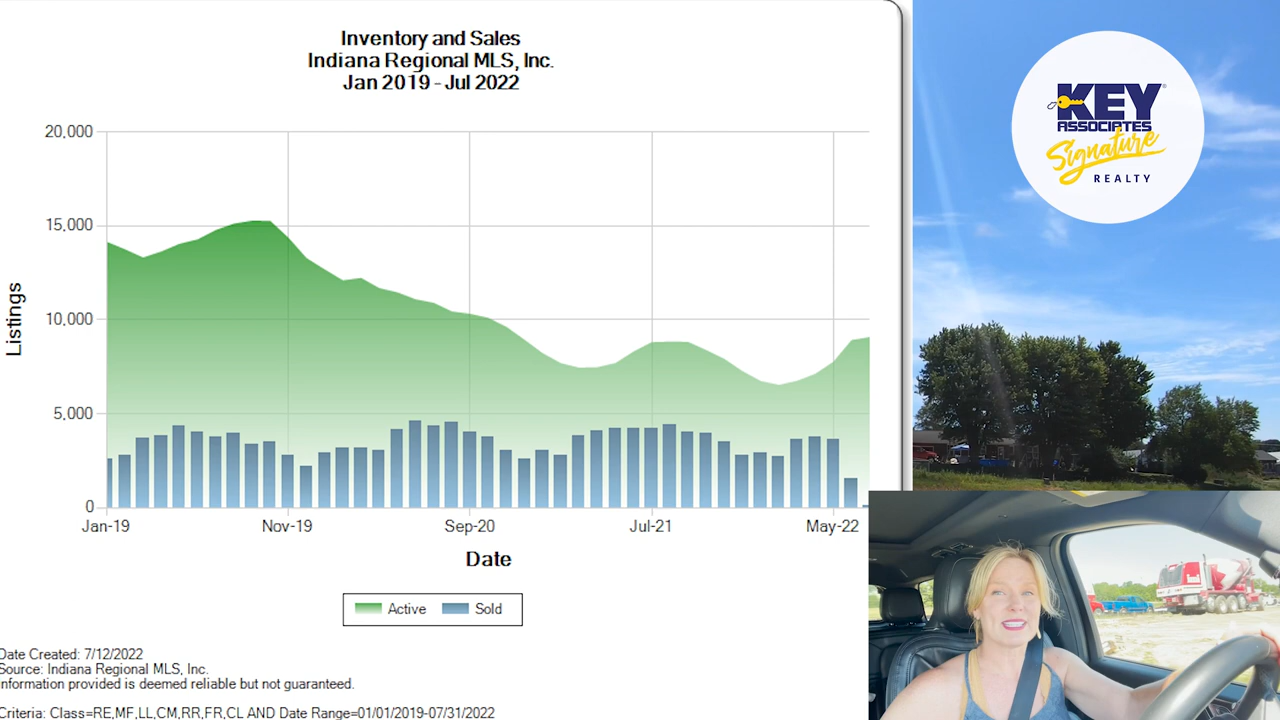 Inventory and Sales
Indiana Regional MLS, Inc.
Jan 2019 - Jul 2022
20,000
15,000
10,000
5,000
0
Listings
Jan-19
Nov-19
Sep-20
Jul-21
May-22
Date
Active
Sold
Date Created: 7/12/2022
Source: Indiana Regional MLS, Inc.
Information provided is deemed reliable but not guaranteed.
Criteria: Class=RE,MF,LL,CM,RR,FR,CL AND Date Range=01/01/2019-07/31/2022
KEY
ASSOCIATES
Signature
REALTY